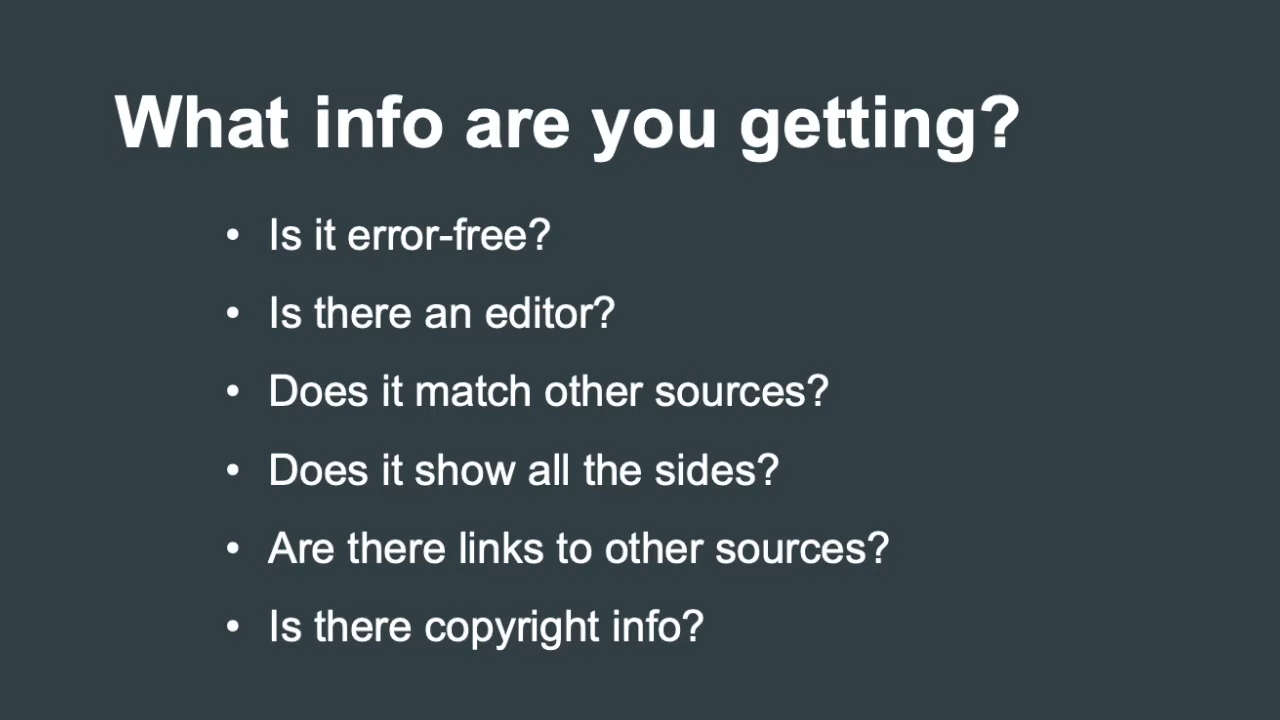 What info are you getting?
• Is it error-free?
• Is there an editor?
• Does it match other sources?
• Does it show all the sides?
• Are there links to other sources?
• Is there copyright info?